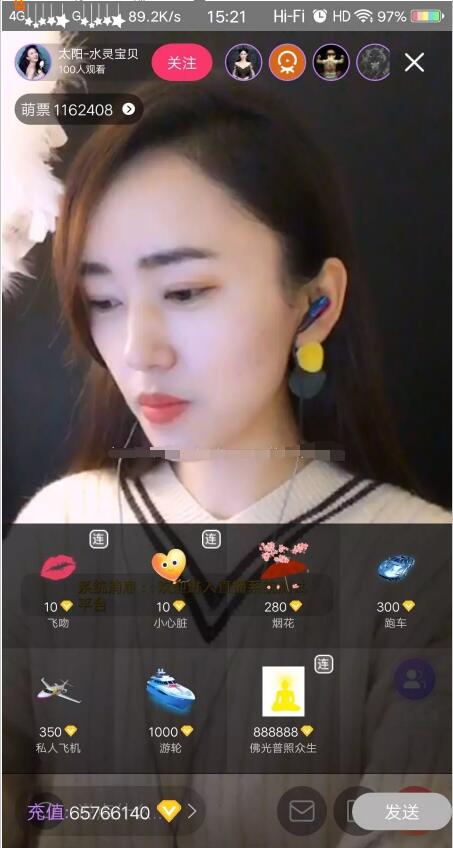 4G G 89.2K/s 15:21 Hi-Fi HD 97%
太阳-水灵宝贝
100人观看
关注
萌票 1162408
连 连
系统消息:
平台
10 10 280 300
飞吻 小心脏 烟花 跑车
连
350 1000 888888
私人飞机 游轮 佛光普照众生
充值:65766140
发送